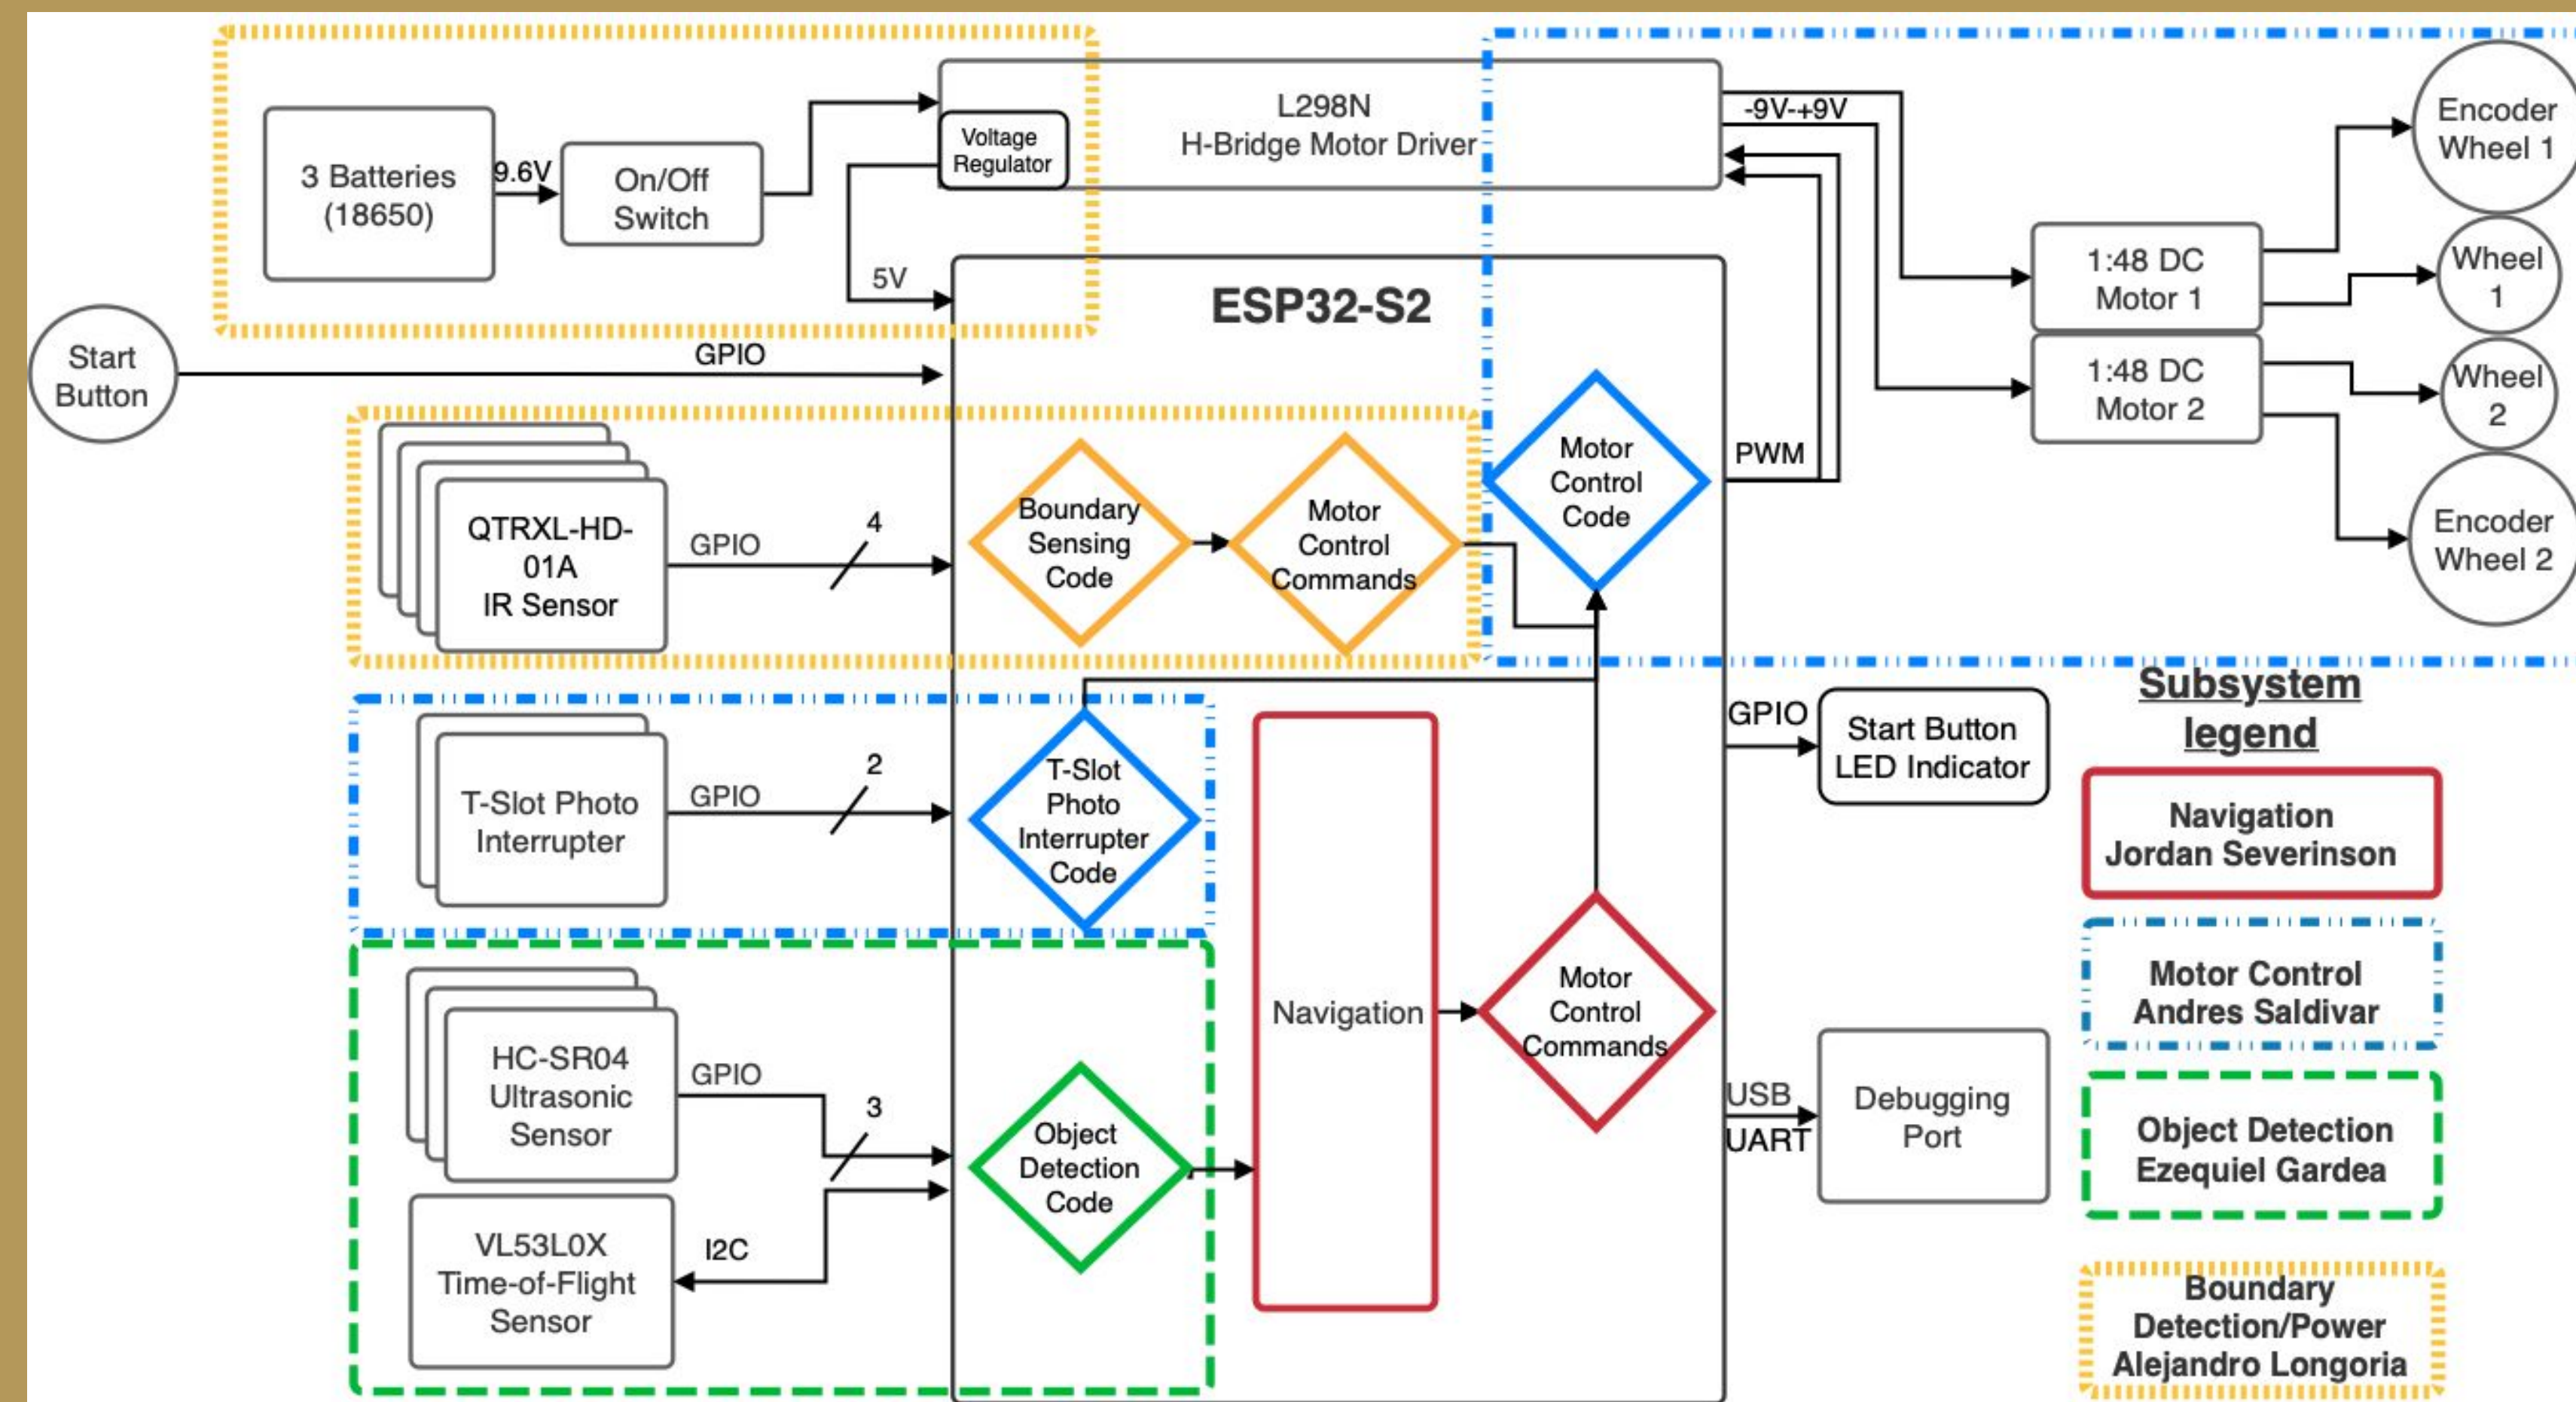 3 Batteries
(18650)
9.6V
On/Off
Switch
Voltage
Regulator
L298N
H-Bridge Motor Driver
-9V-+9V
Encoder
Wheel 1
1:48 DC
Motor 1
Wheel
1
1:48 DC
Motor 2
Wheel
2
Encoder
Wheel 2
5V
ESP32-S2
Start
Button
GPIO
QTRXL-HD-
01A
IR Sensor
GPIO
4
Boundary
Sensing
Code
Motor
Control
Commands
Motor
Control
Code
PWM
T-Slot Photo
Interrupter
GPIO
2
T-Slot
Photo
Interrupter
Code
GPIO
Start Button
LED Indicator
HC-SR04
Ultrasonic
Sensor
GPIO
3
VL53L0X
Time-of-Flight
Sensor
I2C
Object
Detection
Code
Navigation
Motor
Control
Commands
USB
UART
Debugging
Port
Subsystem
legend
Navigation
Jordan Severinson
Motor Control
Andres Saldivar
Object Detection
Ezequiel Gardea
Boundary
Detection/Power
Alejandro Longoria